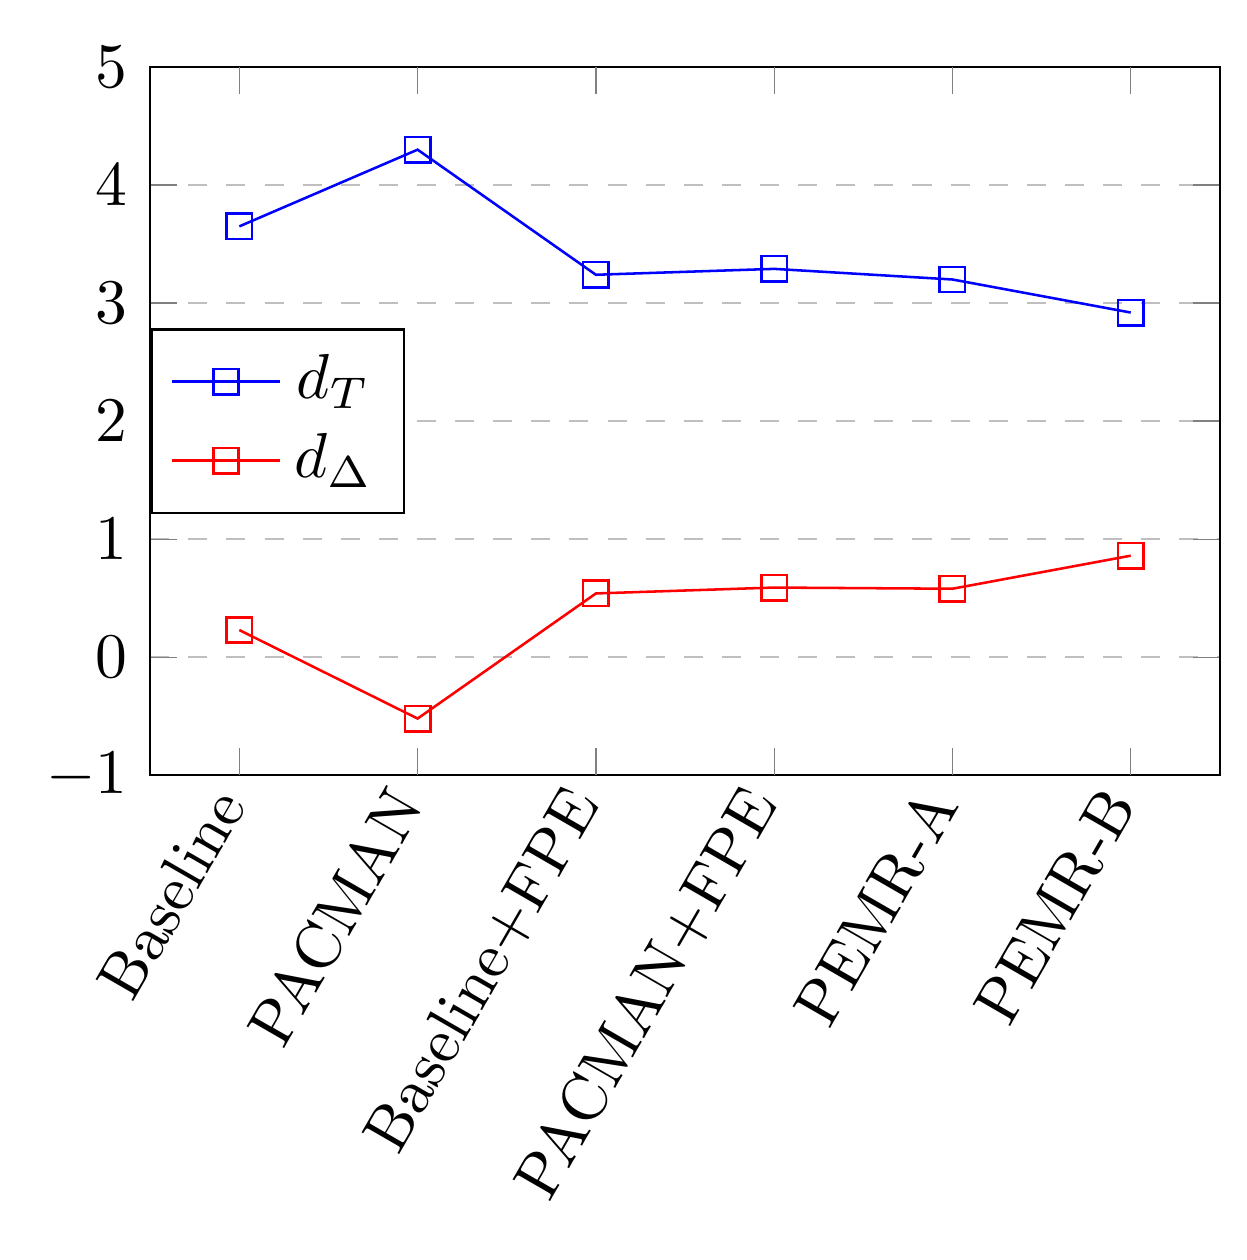 5
4
3
2
1
0
−1
d_T
d_Δ
Baseline
PACMAN
Baseline+FPE
PACMAN+FPE
PEMR-A
PEMR-B